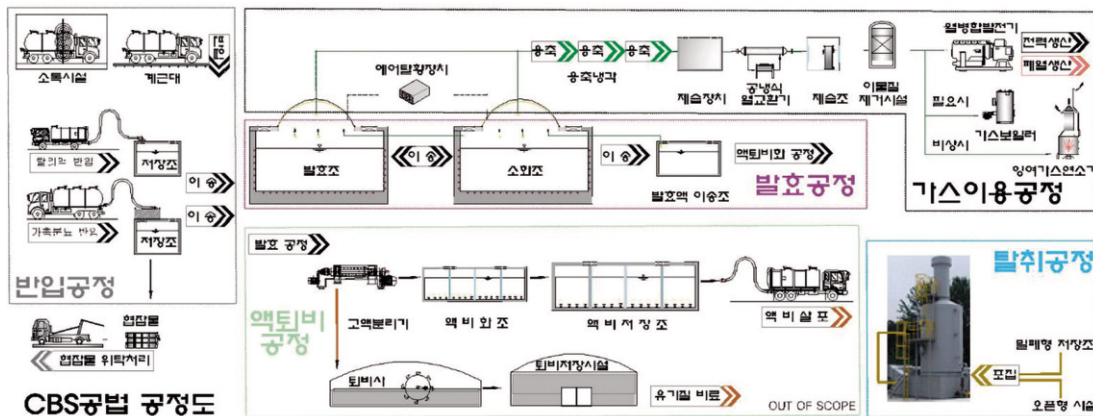 소독시설
계근대
반입
탈리액 반입
저장조
이 송
이 송
가축분뇨 반입
저장조
반입공정
협잡물
협잡물 위탁처리
CBS공법 공정도
에어탈황장치
응축
응축
응축
응축냉각
제습장치
공냉식
열교환기
제습조
이물질
제거시설
열병합발전기
전력생산
폐열생산
필요시
가스보일러
비상시
잉여가스연소기
가스이용공정
발효조
이 송
소화조
이 송
발효액 이송조
액퇴비화 공정
발효공정
발효 공정
고액분리기
액 비 화 조
액 비 저 장 조
액 비 살 포
액퇴비
공정
퇴비사
퇴비저장시설
유기질 비료
OUT OF SCOPE
탈취공정
밀폐형 저장조
포집
오픈형 시설